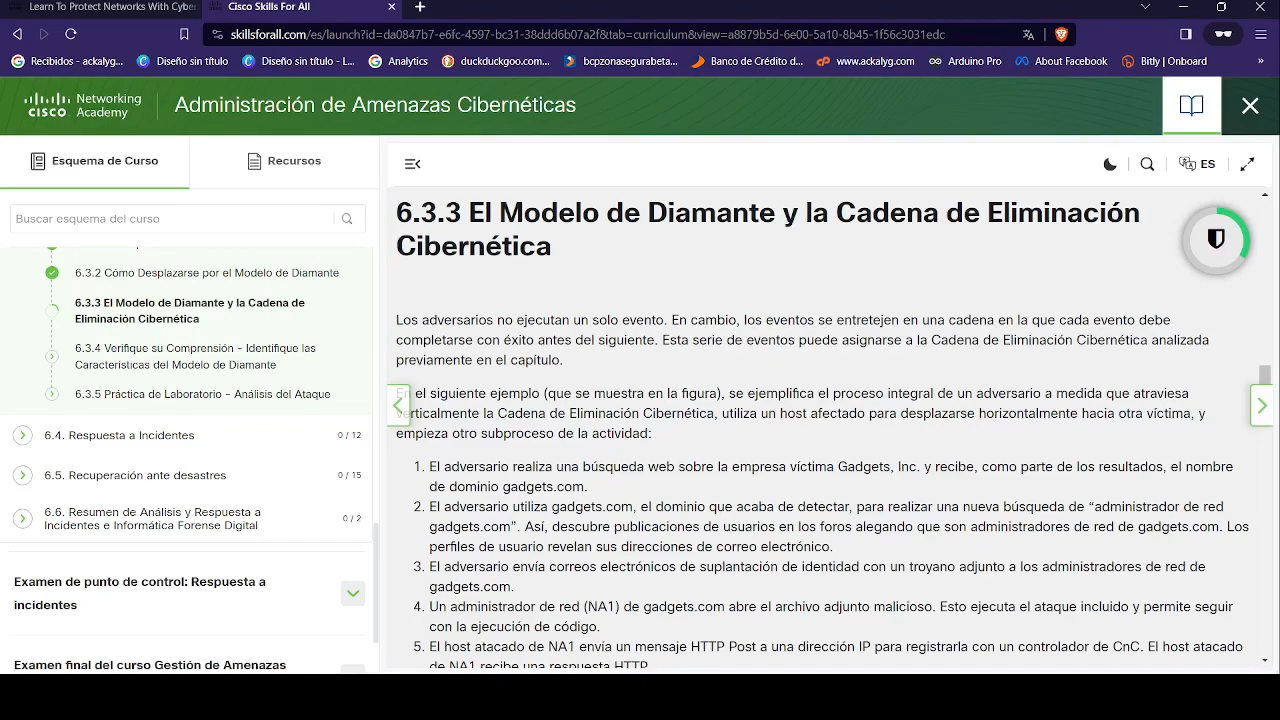 Learn To Protect Networks With Cyber
Cisco Skills For All
skillsforall.com/es/launch?id=da0847b7-e6fc-4597-bc31-38ddd6b07a2f&tab=curriculum&view=a8879b5d-6e00-5a10-8b45-1f56c3031edc
Recibidos - ackalyg...
Diseño sin título
Diseño sin título - L...
Analytics
duckduckgoo.com...
bcpzonasegurabeta...
Banco de Crédito d...
www.ackalyg.com
Arduino Pro
About Facebook
Bitly | Onboard
»
CISCO
Networking
Academy
Administración de Amenazas Cibernéticas
Esquema de Curso
Recursos
ES
Buscar esquema del curso
6.3.2 Cómo Desplazarse por el Modelo de Diamante
6.3.3 El Modelo de Diamante y la Cadena de
Eliminación Cibernética
6.3.4 Verifique su Comprensión - Identifique las
Características del Modelo de Diamante
6.3.5 Práctica de Laboratorio - Análisis del Ataque
6.4. Respuesta a Incidentes
0 / 12
6.5. Recuperación ante desastres
0 / 15
6.6. Resumen de Análisis y Respuesta a
Incidentes e Informática Forense Digital
0 / 2
Examen de punto de control: Respuesta a
incidentes
Examen final del curso Gestión de Amenazas
6.3.3 El Modelo de Diamante y la Cadena de Eliminación
Cibernética
Los adversarios no ejecutan un solo evento. En cambio, los eventos se entretejen en una cadena en la que cada evento debe
completarse con éxito antes del siguiente. Esta serie de eventos puede asignarse a la Cadena de Eliminación Cibernética analizada
previamente en el capítulo.
En el siguiente ejemplo (que se muestra en la figura), se ejemplifica el proceso integral de un adversario a medida que atraviesa
verticalmente la Cadena de Eliminación Cibernética, utiliza un host afectado para desplazarse horizontalmente hacia otra víctima, y
empieza otro subproceso de la actividad:
1. El adversario realiza una búsqueda web sobre la empresa víctima Gadgets, Inc. y recibe, como parte de los resultados, el nombre
de dominio gadgets.com.
2. El adversario utiliza gadgets.com, el dominio que acaba de detectar, para realizar una nueva búsqueda de “administrador de red
gadgets.com”. Así, descubre publicaciones de usuarios en los foros alegando que son administradores de red de gadgets.com. Los
perfiles de usuario revelan sus direcciones de correo electrónico.
3. El adversario envía correos electrónicos de suplantación de identidad con un troyano adjunto a los administradores de red de
gadgets.com.
4. Un administrador de red (NA1) de gadgets.com abre el archivo adjunto malicioso. Esto ejecuta el ataque incluido y permite seguir
con la ejecución de código.
5. El host atacado de NA1 envía un mensaje HTTP Post a una dirección IP para registrarla con un controlador de CnC. El host atacado
de NA1 recibe una respuesta HTTP